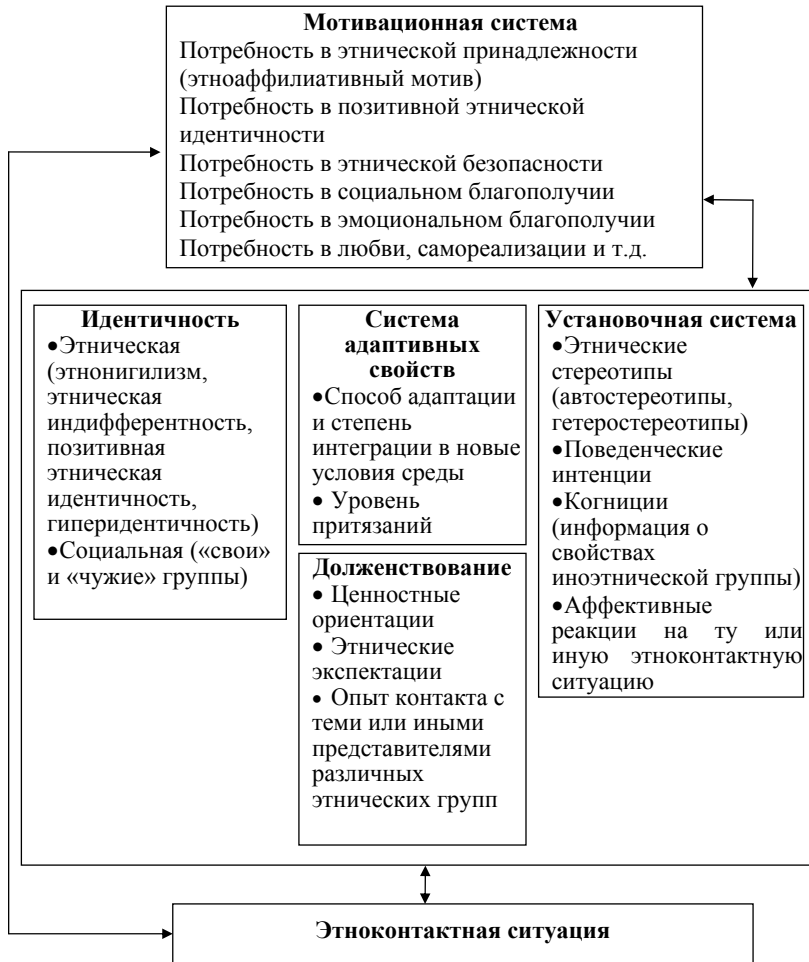 Мотивационная система
Потребность в этнической принадлежности
(этноаффилиативный мотив)
Потребность в позитивной этнической
идентичности
Потребность в этнической безопасности
Потребность в социальном благополучии
Потребность в эмоциональном благополучии
Потребность в любви, самореализации и т.д.
Идентичность
•Этническая
(этнонигилизм,
этническая
индифферентность,
позитивная
этническая
идентичность,
гиперидентичность)
•Социальная («свои»
и «чужие» группы)
Система
адаптивных
свойств
•Способ адаптации
и степень
интеграции в новые
условия среды
• Уровень
притязаний
Долженствование
• Ценностные
ориентации
• Этнические
экспектации
• Опыт контакта с
теми или иными
представителями
различных
этнических групп
Установочная система
•Этнические
стереотипы
(автостереотипы,
гетеростереотипы)
•Поведенческие
интенции
•Когниции
(информация о
свойствах
иноэтнической группы)
•Аффективные
реакции на ту или
иную этноконтактную
ситуацию
Этноконтактная ситуация